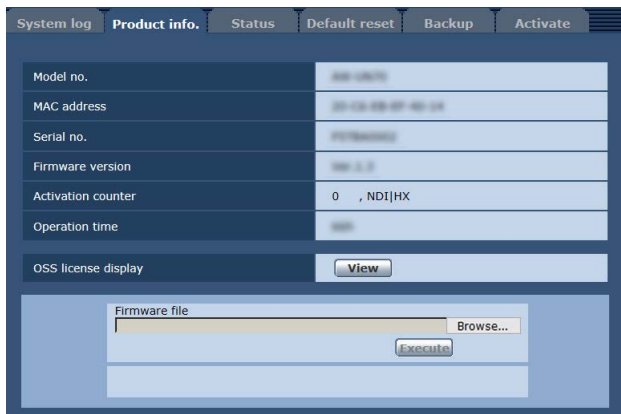 System log Product info. Status Default reset Backup Activate
Model no.
MAC address
Serial no.
Firmware version
Activation counter 0 , NDI|HX
Operation time
OSS license display View
Firmware file
Browse...
Execute